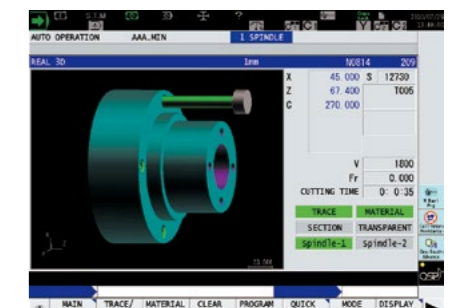 S.T.M ?
AUTO OPERATION AAA.MIN 1 SPINDLE
REAL 3D 1mm N0814 209
X 45.000 S 12730
Z 67.400 T005
C 270.000
V 1800
Fr 0.000
CUTTING TIME 0: 0:35
TRACE MATERIAL
SECTION TRANSPARENT
Spindle-1 Spindle-2
OSP
MAIN TRACE/ MATERIAL CLEAR PROGRAM QUICK MODE DISPLAY